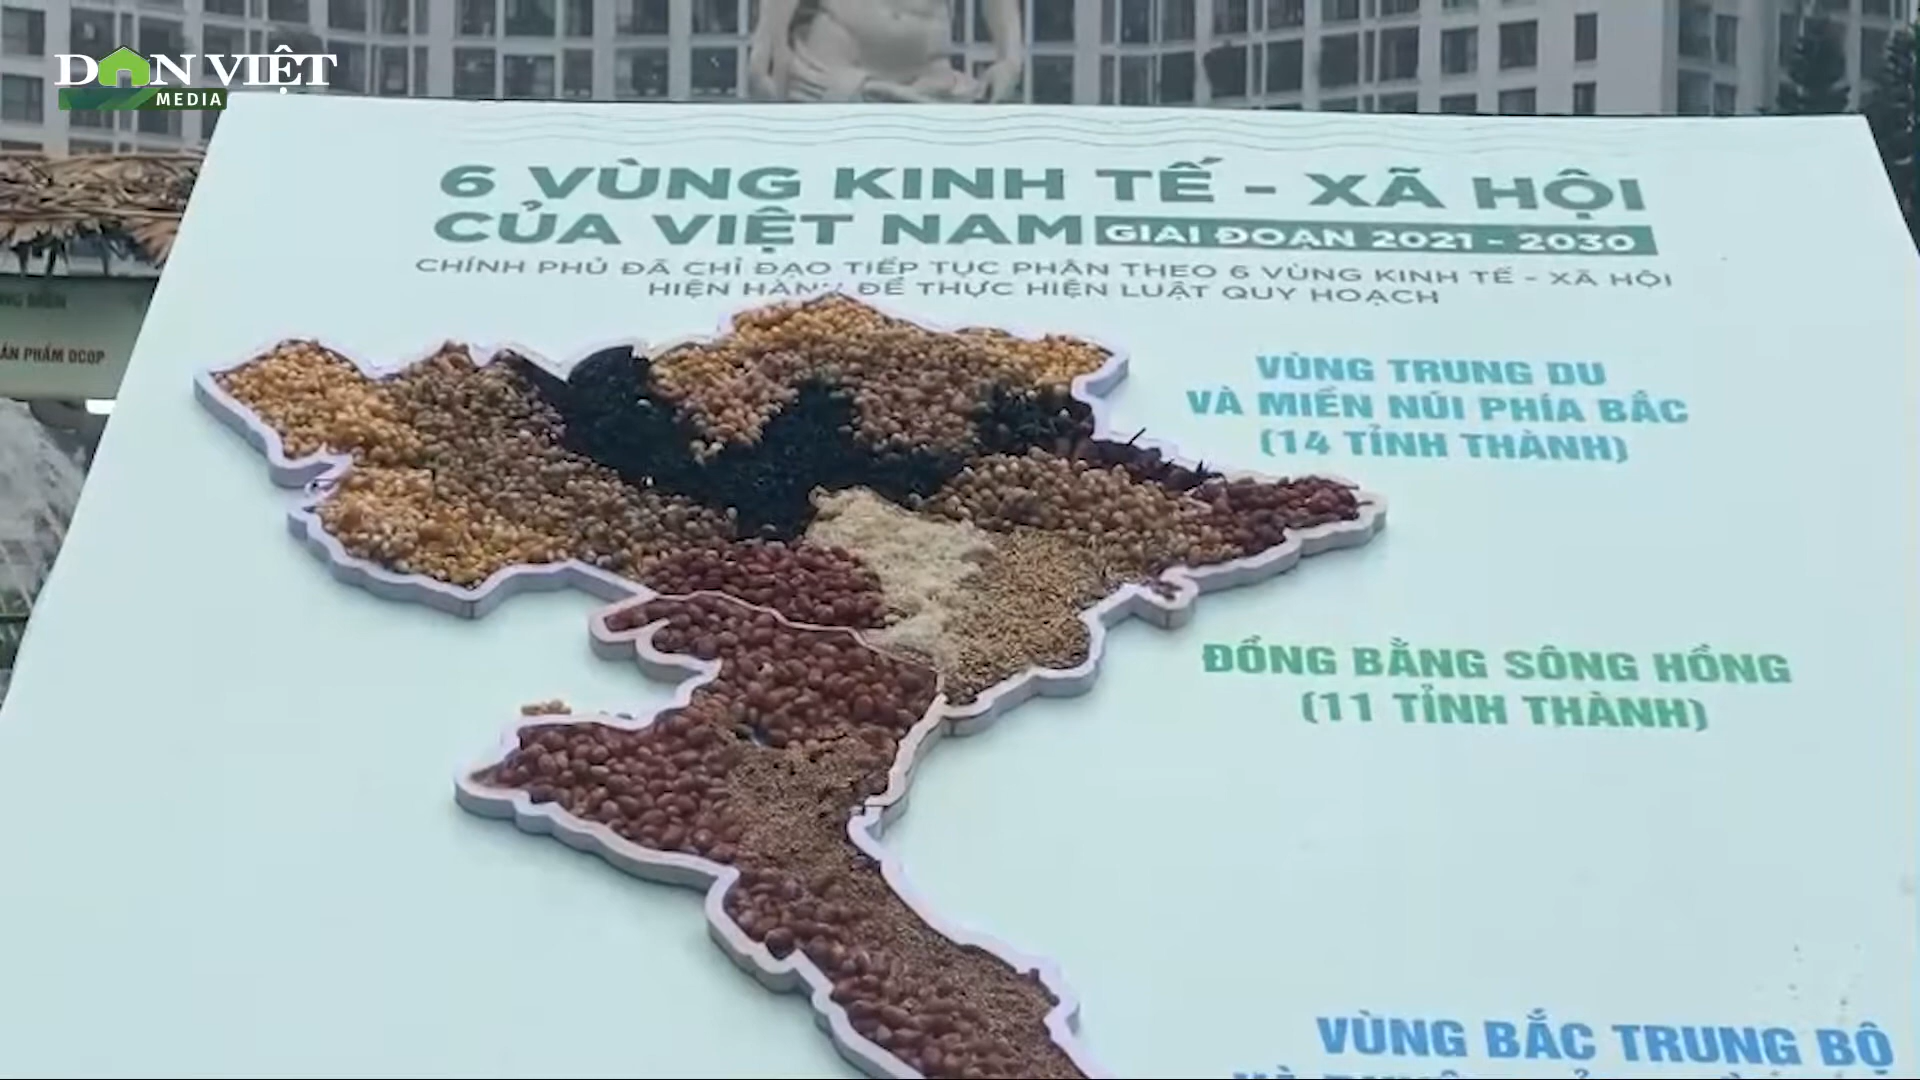 DÂN VIỆT
MEDIA
6 VÙNG KINH TẾ - XÃ HỘI
CỦA VIỆT NAM GIAI ĐOẠN 2021 - 2030
CHÍNH PHỦ ĐÃ CHỈ ĐẠO TIẾP TỤC PHÂN THEO 6 VÙNG KINH TẾ - XÃ HỘI
HIỆN HÀNH ĐỂ THỰC HIỆN LUẬT QUY HOẠCH
VÙNG TRUNG DU
VÀ MIỀN NÚI PHÍA BẮC
(14 TỈNH THÀNH)
ẢN PHẨM OCOP
ĐỒNG BẰNG SÔNG HỒNG
(11 TỈNH THÀNH)
VÙNG BẮC TRUNG BỘ